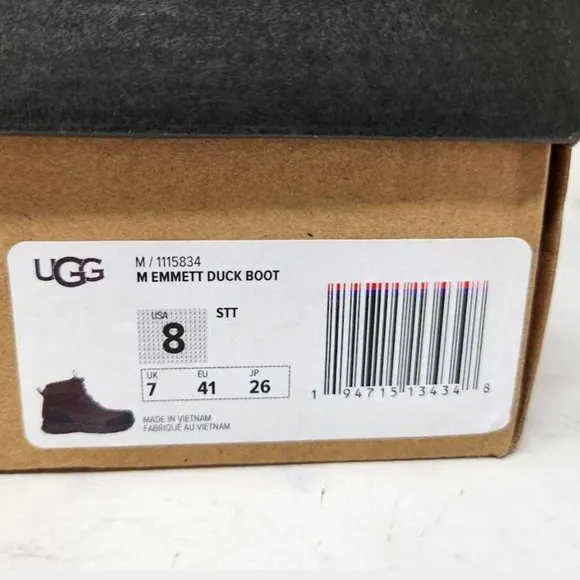 UGG
M / 1115834
M EMMETT DUCK BOOT
USA
8
STT
UK EU JP
7 41 26
MADE IN VIETNAM
FABRIQUÉ AU VIETNAM
1 94715 13434 8